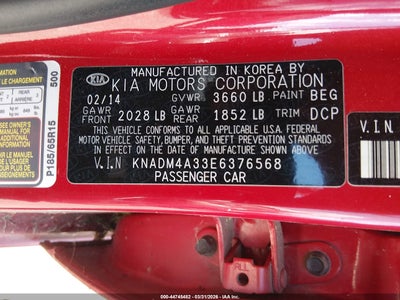 MANUFACTURED IN KOREA BY
KIA KIA MOTORS CORPORATION
02/14 GVWR 3660 LB PAINT BEG
GAWR FRONT 2028 LB GAWR REAR 1852 LB TRIM DCP
THIS VEHICLE CONFORMS TO ALL APPLICABLE U.S.A. FEDERAL
MOTOR VEHICLE SAFETY, BUMPER, AND THEFT PREVENTION STANDARDS
IN EFFECT ON THE DATE OF MANUFACTURE SHOWN ABOVE.
V.I.N KNADM4A33E6376568
PASSENGER CAR
LE CHARGEMENT
P185/65R15
500
V.I.N
000-44745482 - 03/31/2026 -